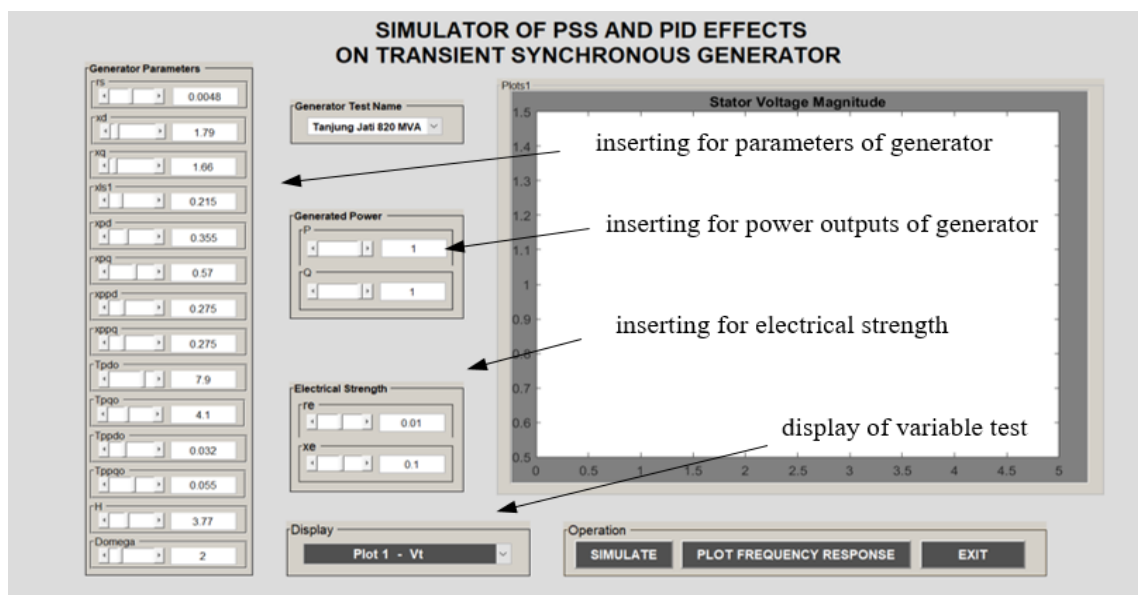 SIMULATOR OF PSS AND PID EFFECTS
ON TRANSIENT SYNCHRONOUS GENERATOR
Generator Parameters
rs
0.0048
xd
1.79
xq
1.66
xls1
0.215
xpd
0.355
xpq
0.57
xppd
0.275
xppq
0.275
Tpdo
7.9
Tpqo
4.1
Tppdo
0.032
Tppqo
0.055
H
3.77
Domega
2
Generator Test Name
Tanjung Jati 820 MVA
Generated Power
P
1
Q
1
Electrical Strength
re
0.01
xe
0.1
Display
Plot 1 - Vt
Plots1
Stator Voltage Magnitude
1.5
1.4
1.3
1.2
1.1
1
0.9
0.8
0.7
0.6
0.5
0 0.5 1 1.5 2 2.5 3 3.5 4 4.5 5
inserting for parameters of generator
inserting for power outputs of generator
inserting for electrical strength
display of variable test
Operation
SIMULATE PLOT FREQUENCY RESPONSE EXIT